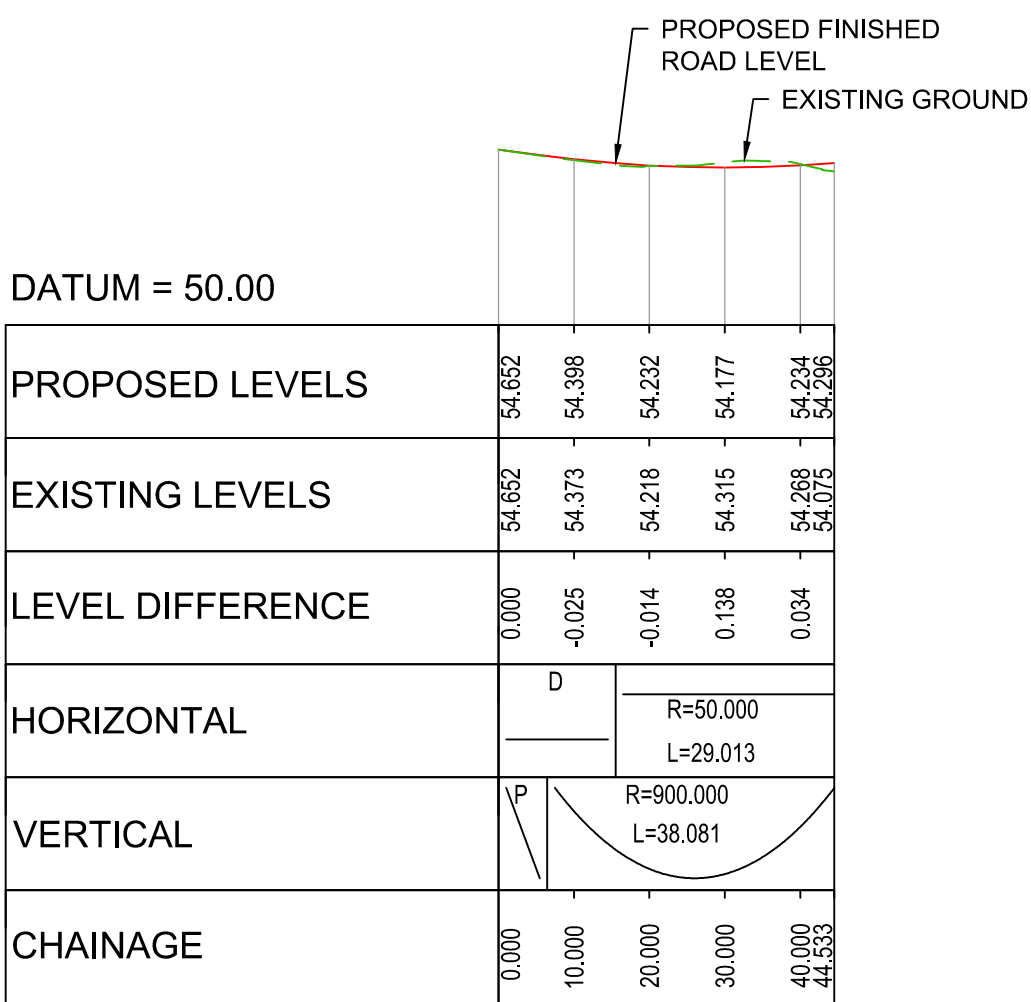 PROPOSED FINISHED
ROAD LEVEL
EXISTING GROUND
DATUM = 50.00
PROPOSED LEVELS
54.652
54.398
54.232
54.177
54.234
54.296
EXISTING LEVELS
54.652
54.373
54.218
54.315
54.268
54.075
LEVEL DIFFERENCE
0.000
-0.025
-0.014
0.138
0.034
HORIZONTAL
D
R=50.000
L=29.013
VERTICAL
P
R=900.000
L=38.081
CHAINAGE
0.000
10.000
20.000
30.000
40.000
44.533